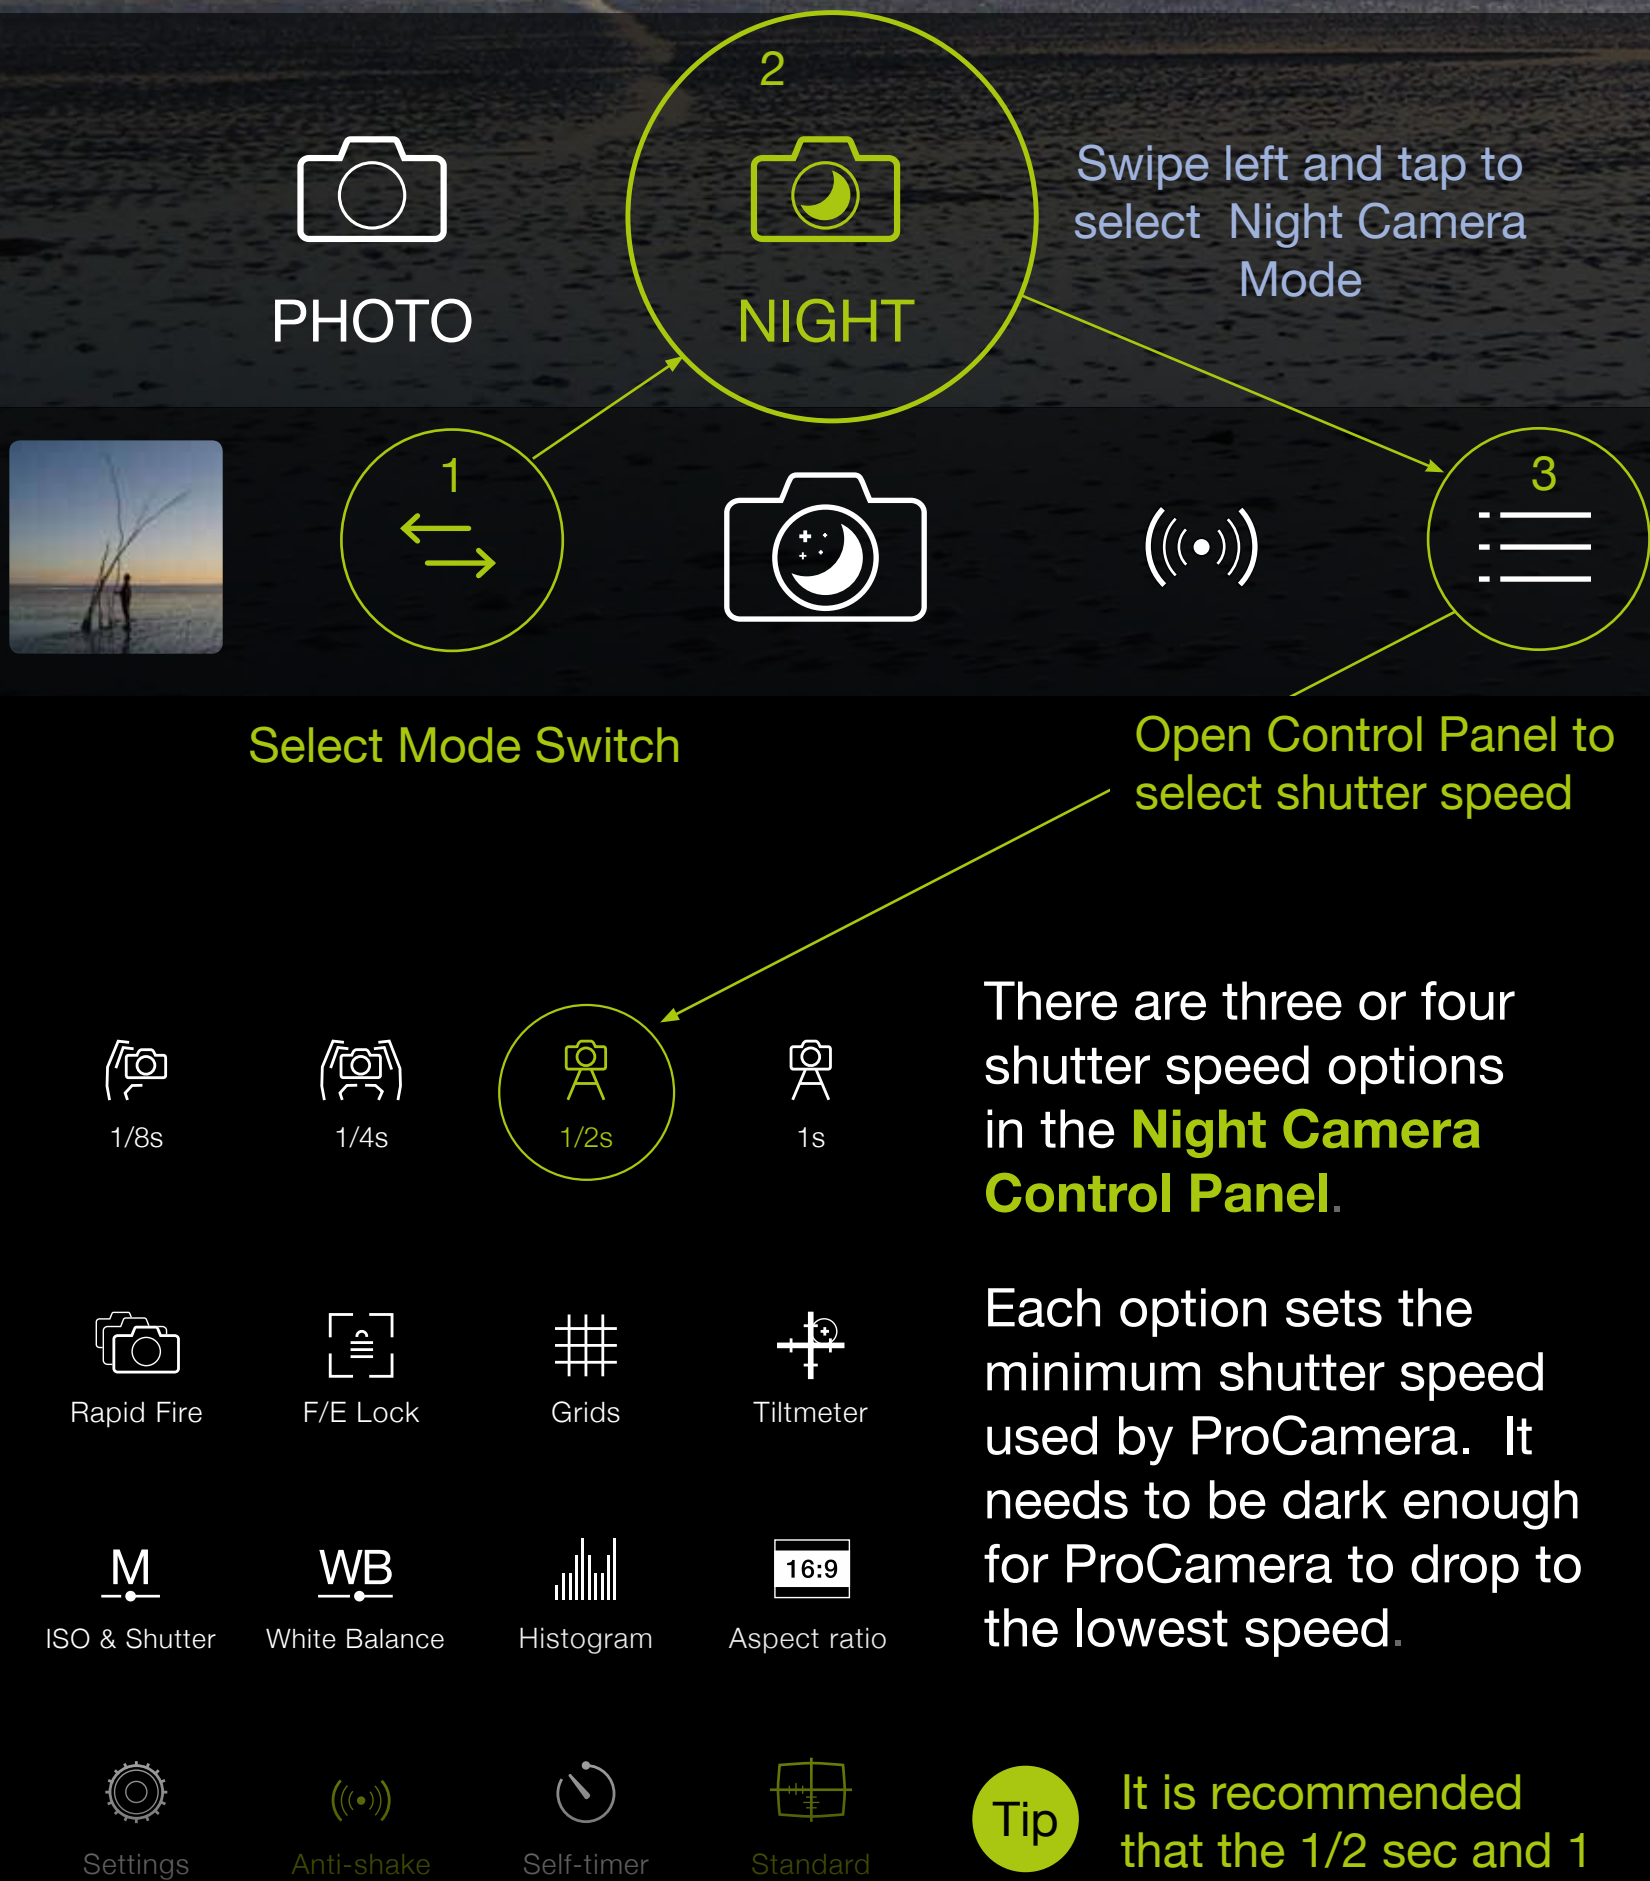 2
Swipe left and tap to
select  Night Camera
Mode
PHOTO
NIGHT
1
3
Select Mode Switch
Open Control Panel to
select shutter speed
1/8s
1/4s
1/2s
1s
There are three or four
shutter speed options
in the Night Camera
Control Panel.
Rapid Fire
F/E Lock
Grids
Tiltmeter
Each option sets the
minimum shutter speed
used by ProCamera.  It
needs to be dark enough
for ProCamera to drop to
the lowest speed.
M
WB
16:9
ISO & Shutter
White Balance
Histogram
Aspect ratio
Settings
Anti-shake
Self-timer
Standard
Tip
It is recommended
that the 1/2 sec and 1